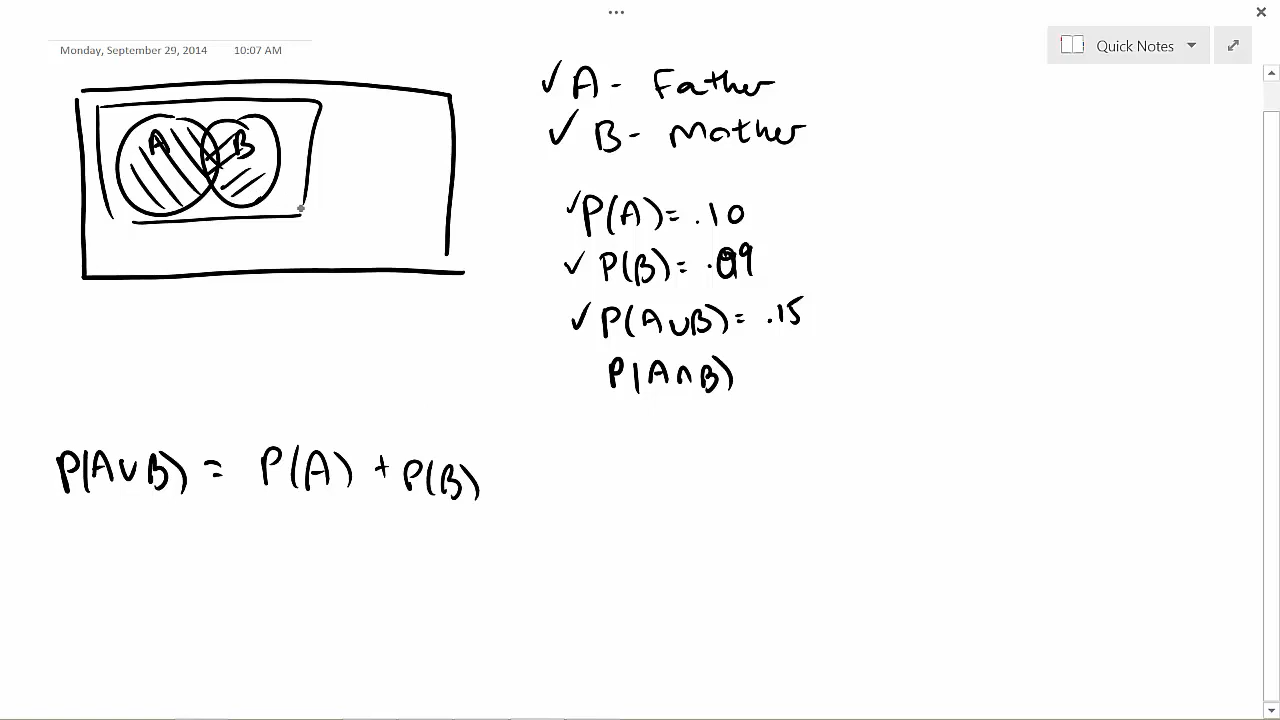 Monday, September 29, 2014 10:07 AM
Quick Notes
A B
✓ A - Father
✓ B - Mother
✓ P(A) = .10
✓ P(B) = .09
✓ P(A∪B) = .15
P(A∩B)
P(A∪B) = P(A) + P(B)